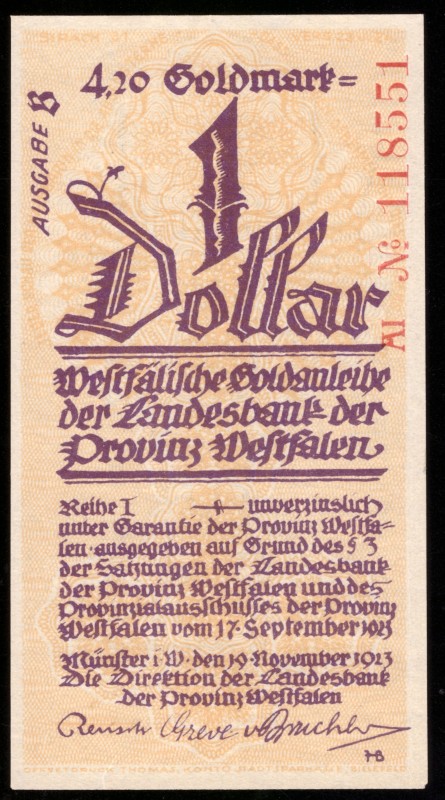 4,20 Goldmark=
AUSGABE B
1
Dollar
AI № 118551
Westfälische Goldanleihe
der Landesbank der
Provinz Westfalen
Reihe I unverzinslich
unter Garantie der Provinz Westfa-
len·ausgegeben auf Grund des § 3
der Satzungen der Landesbank
der Provinz Westfalen und des
Provinzialausschusses der Provinz
Westfalen vom 17·September 1923
Münster i·W·den 19·November 1923
Die Direktion der Landesbank
der Provinz Westfalen
Greve
HB